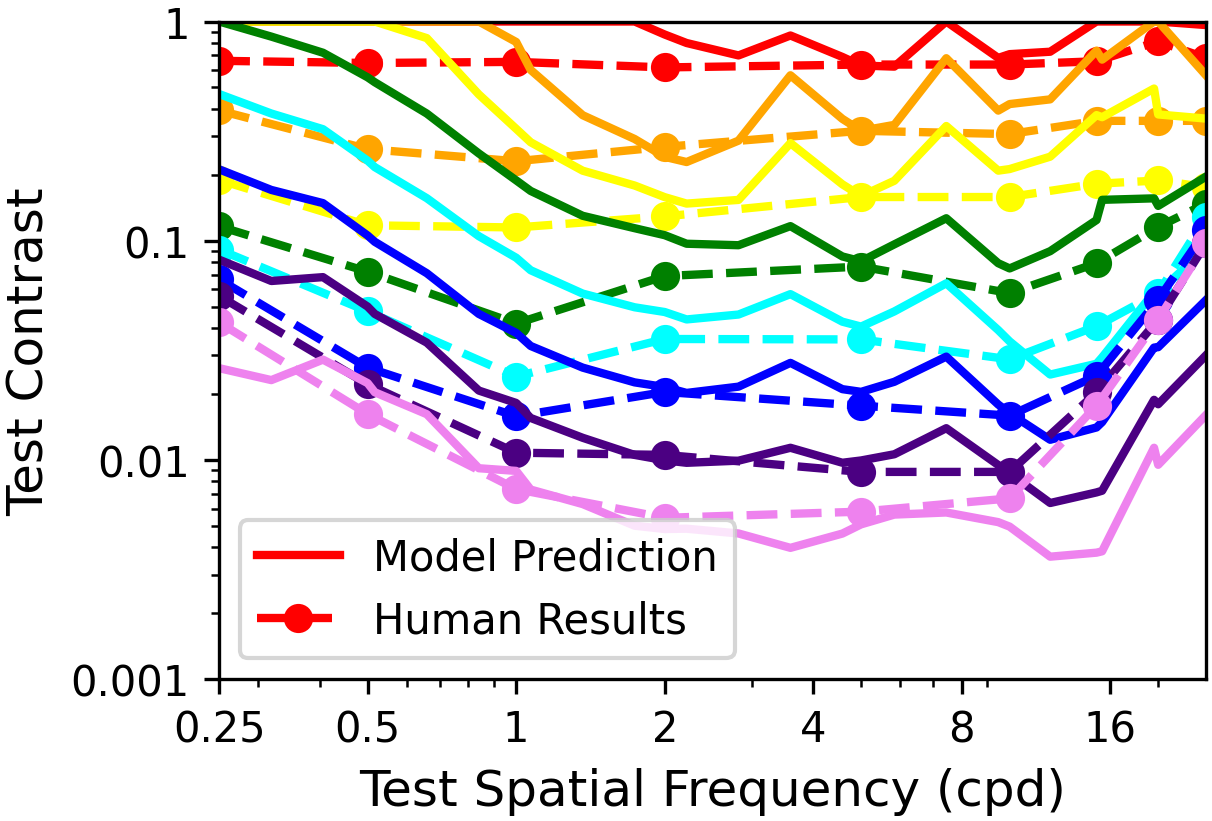 1
0.1
0.01
0.001
Test Contrast
Model Prediction
Human Results
0.25 0.5 1 2 4 8 16
Test Spatial Frequency (cpd)